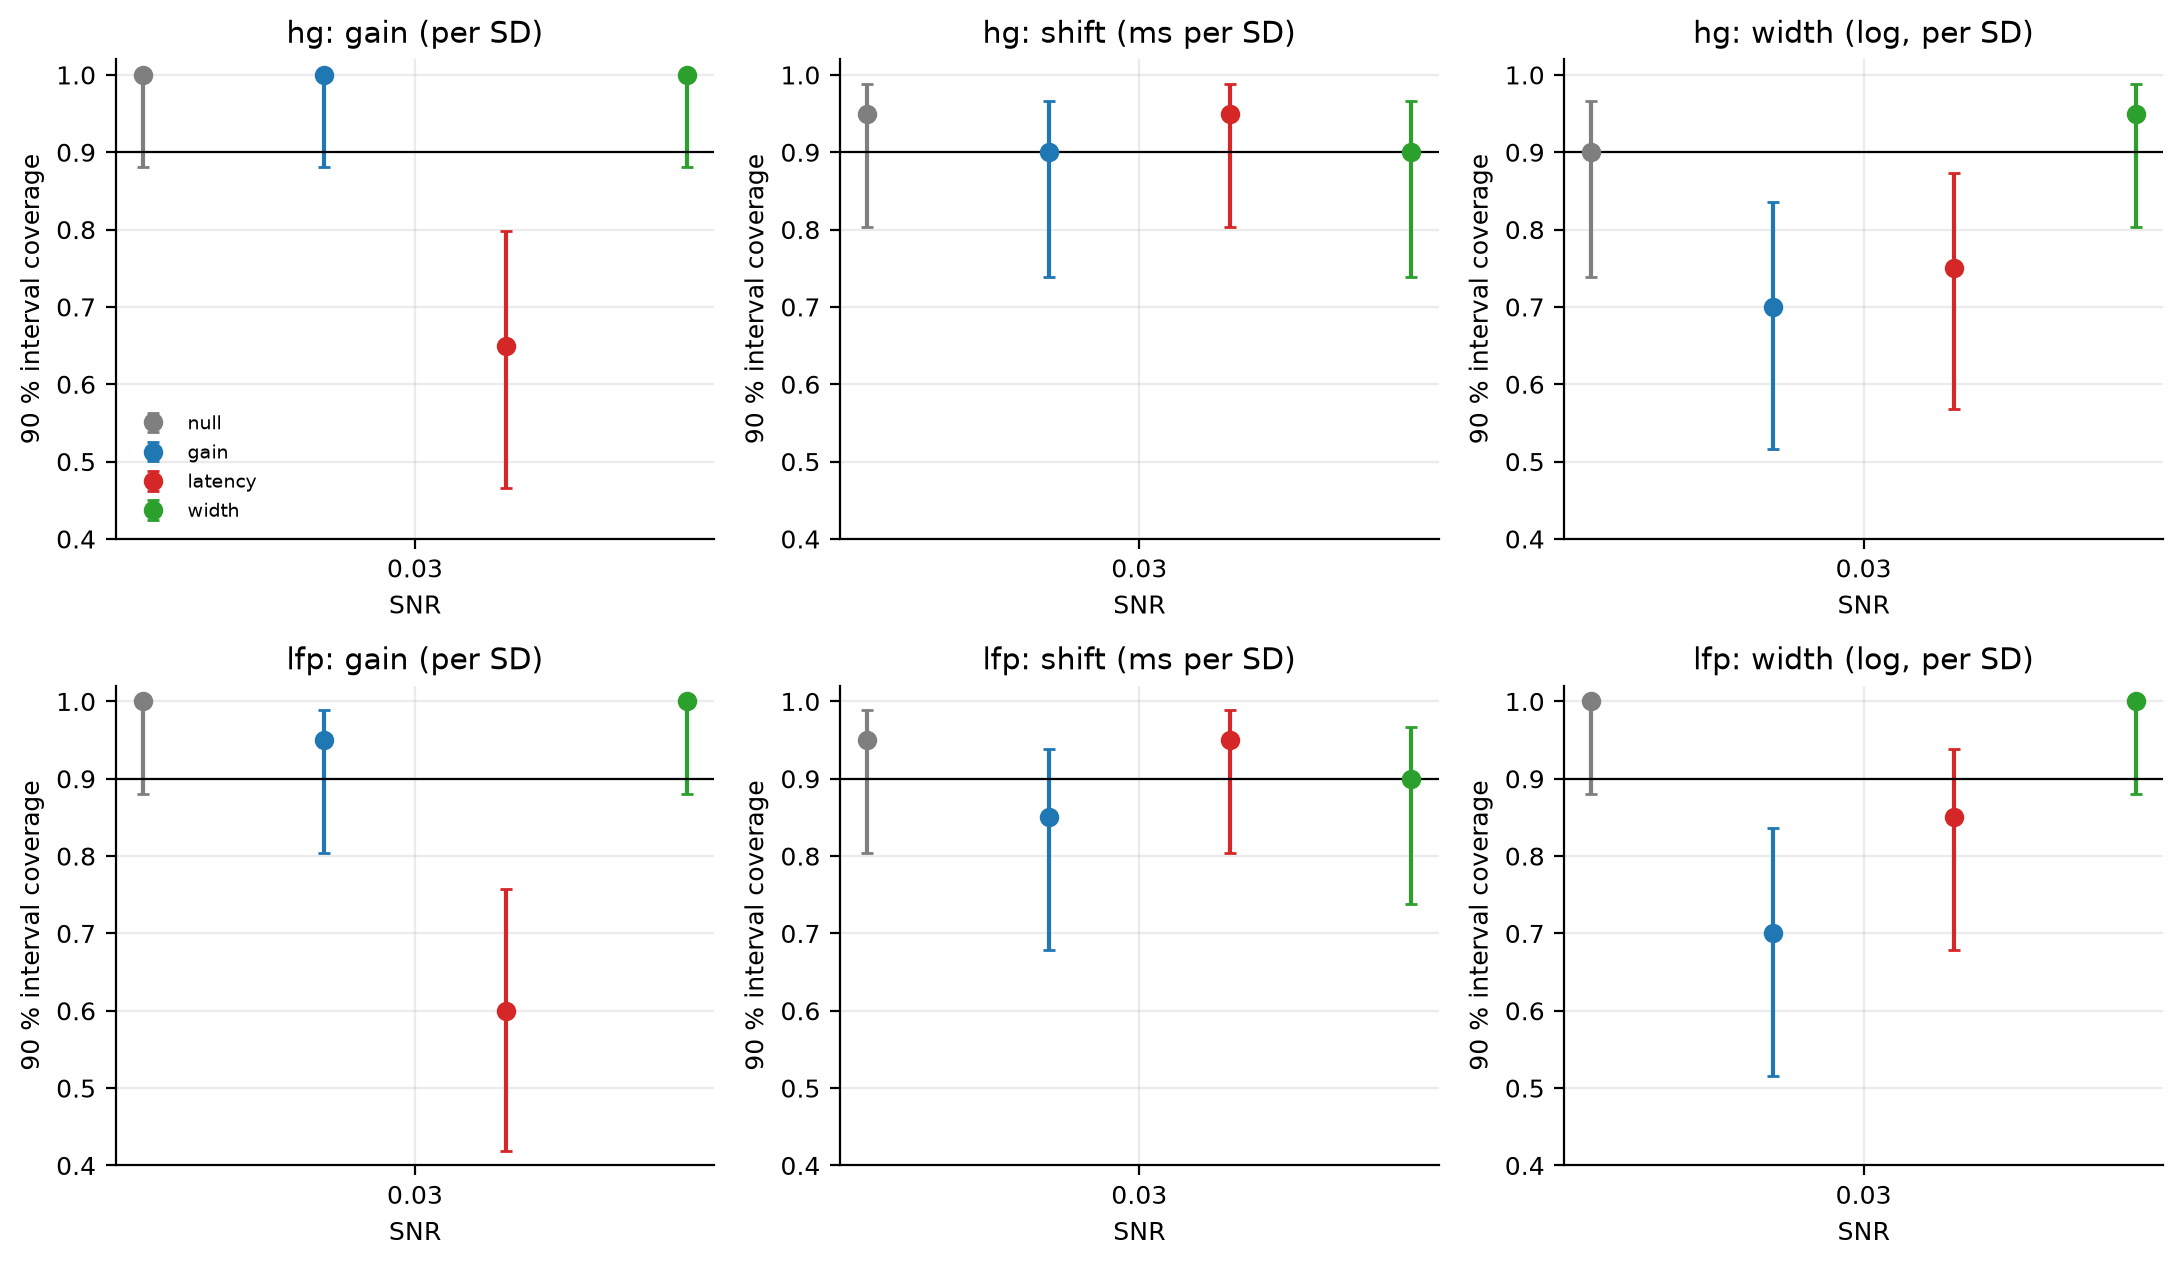 hg: gain (per SD)
90 % interval coverage
1.0
0.9
0.8
0.7
0.6
0.5
0.4
null
gain
latency
width
0.03
SNR
hg: shift (ms per SD)
90 % interval coverage
1.0
0.9
0.8
0.7
0.6
0.5
0.4
0.03
SNR
hg: width (log, per SD)
90 % interval coverage
1.0
0.9
0.8
0.7
0.6
0.5
0.4
0.03
SNR
lfp: gain (per SD)
90 % interval coverage
1.0
0.9
0.8
0.7
0.6
0.5
0.4
0.03
SNR
lfp: shift (ms per SD)
90 % interval coverage
1.0
0.9
0.8
0.7
0.6
0.5
0.4
0.03
SNR
lfp: width (log, per SD)
90 % interval coverage
1.0
0.9
0.8
0.7
0.6
0.5
0.4
0.03
SNR